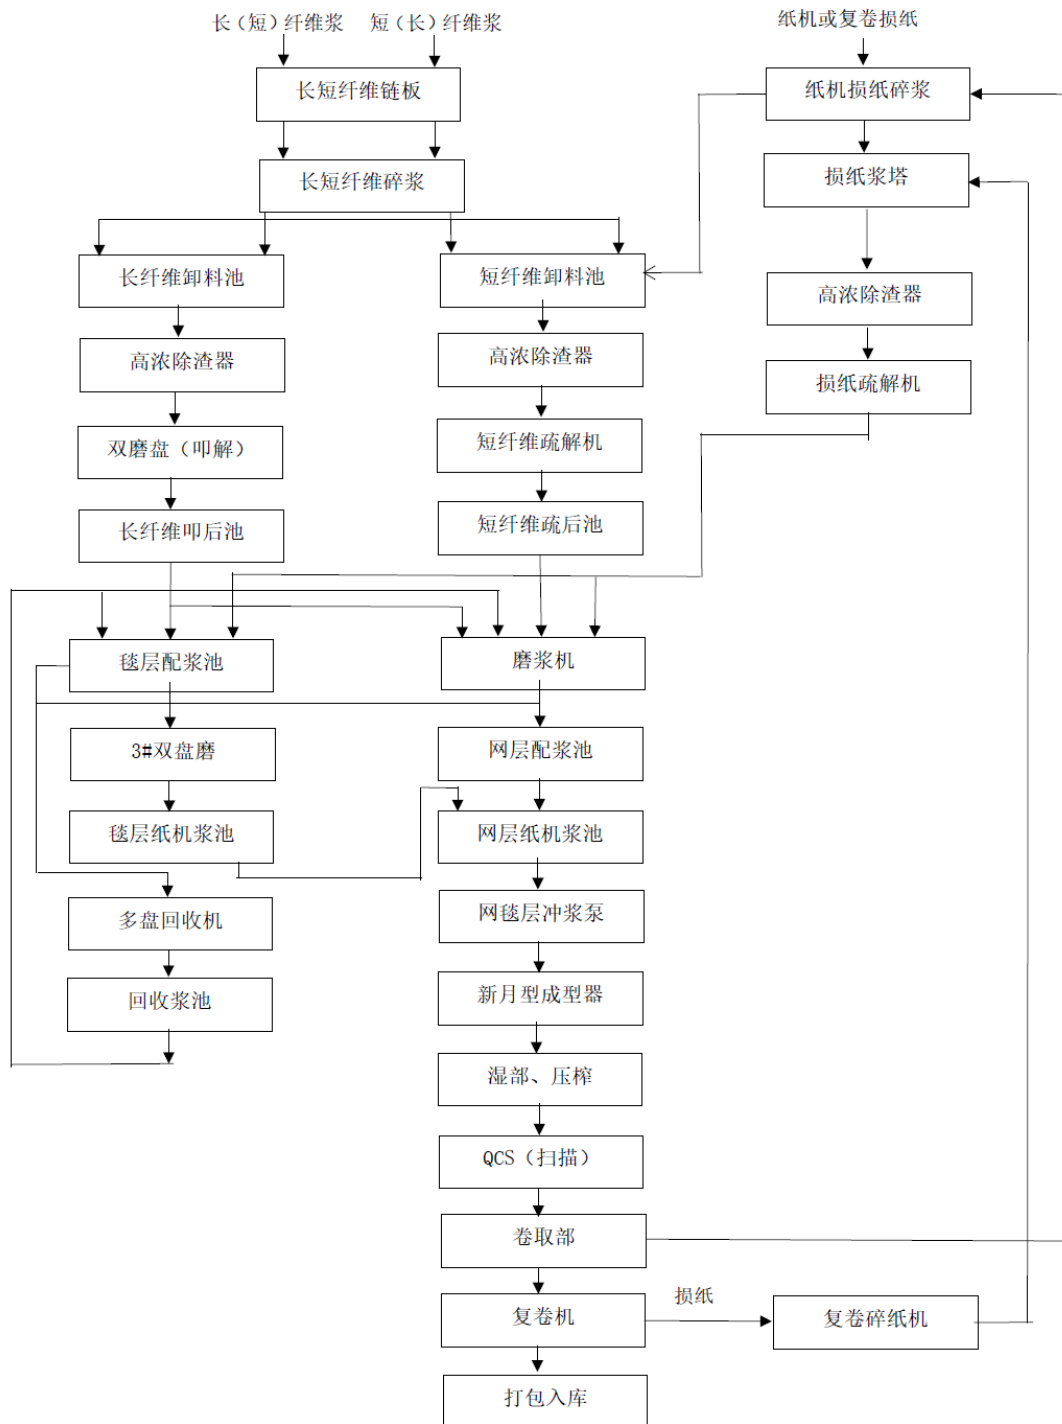 长（短）纤维浆
短（长）纤维浆
纸机或复卷损纸
长短纤维链板
纸机损纸碎浆
长短纤维碎浆
损纸浆塔
长纤维卸料池
短纤维卸料池
高浓除渣器
高浓除渣器
高浓除渣器
损纸疏解机
双磨盘（叩解）
短纤维疏解机
长纤维叩后池
短纤维疏后池
毯层配浆池
磨浆机
3#双盘磨
网层配浆池
毯层纸机浆池
网层纸机浆池
多盘回收机
网毯层冲浆泵
回收浆池
新月型成型器
湿部、压榨
QCS（扫描）
卷取部
复卷机
损纸
复卷碎纸机
打包入库